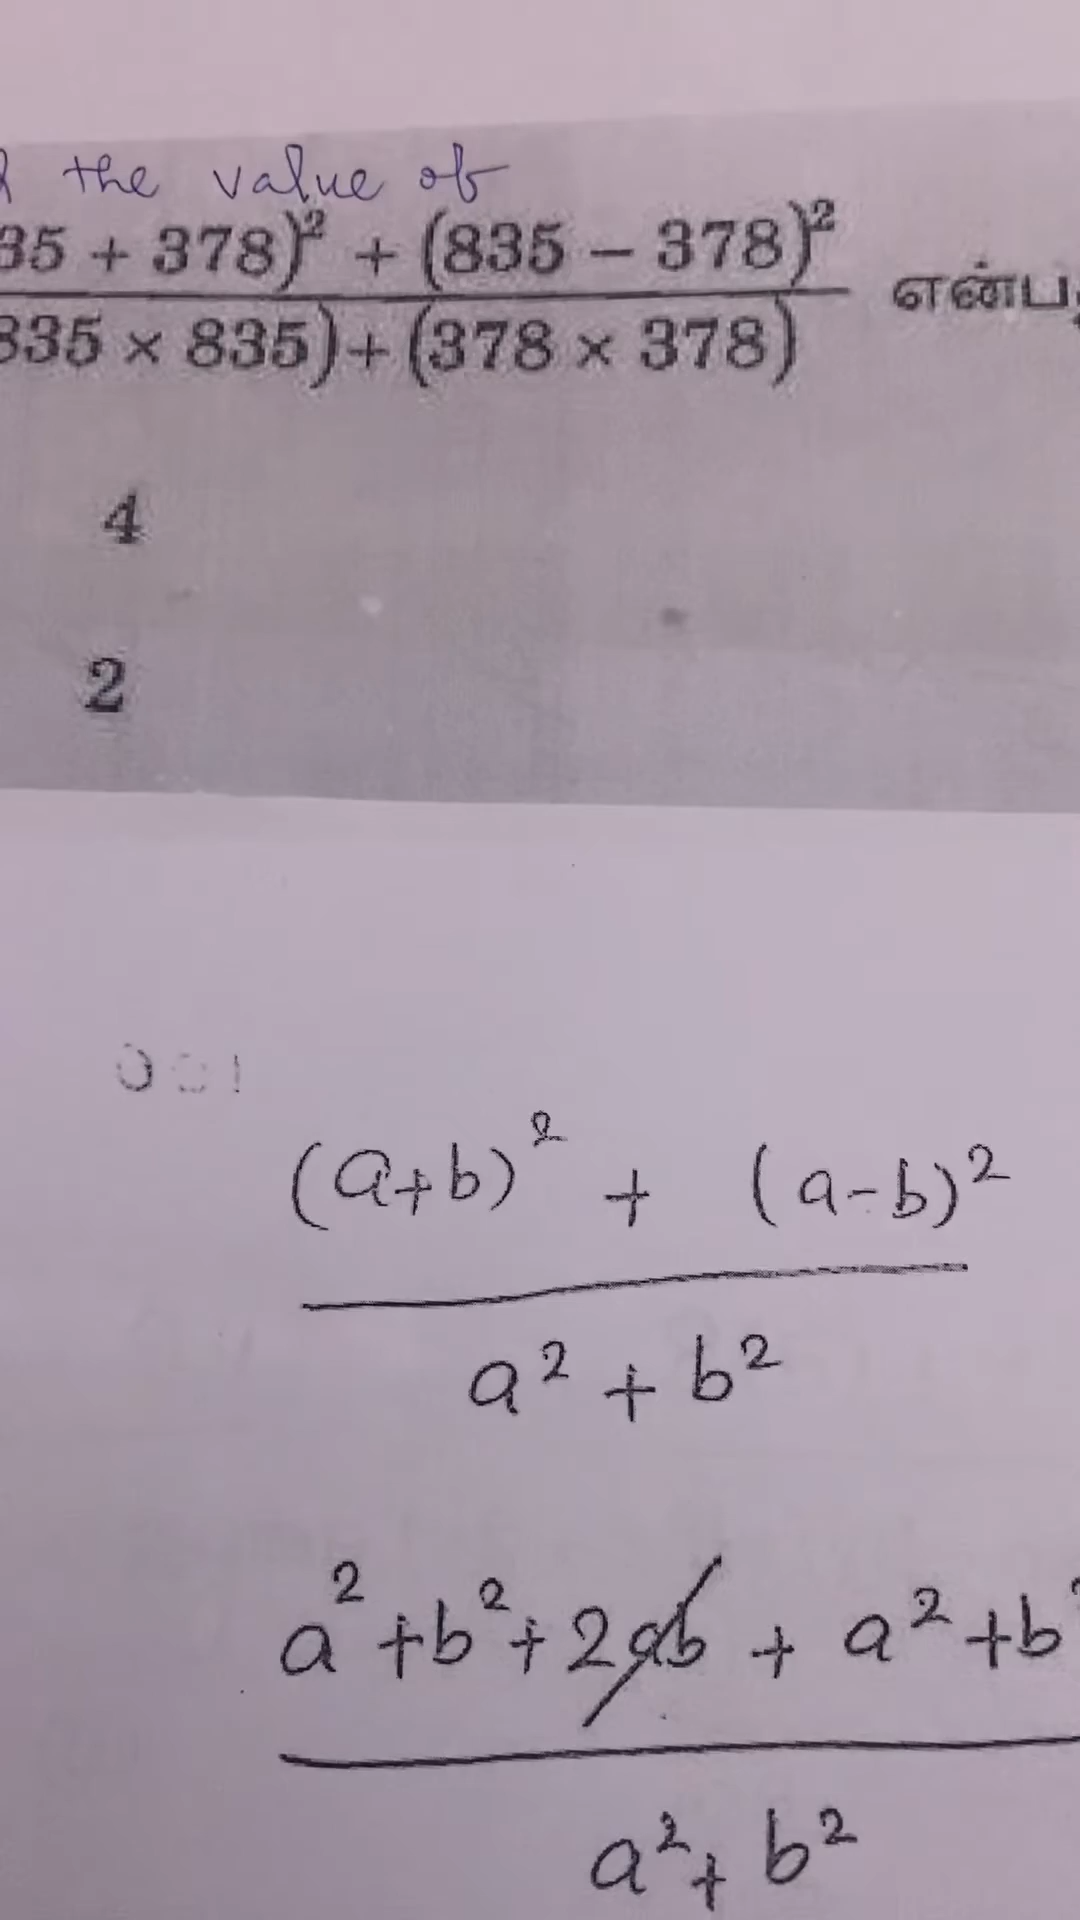 the value of
35 + 378)² + (835 – 378)²
335 × 835) + (378 × 378)
என்ப
4
2
(a+b)² + (a-b)²
a² + b²
a² + b² + 2ab + a² + b
a² + b²